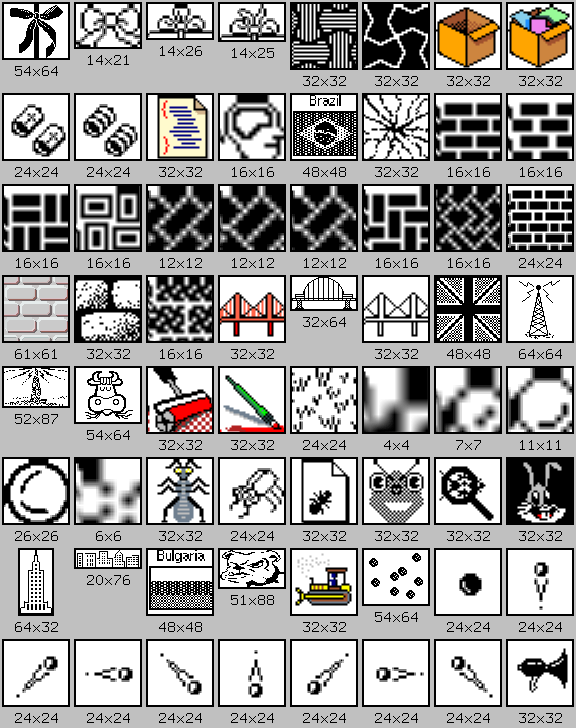 54x64 14x21 14x26 14x25 32x32 32x32 32x32 32x32
Brazil
24x24 24x24 32x32 16x16 48x48 32x32 16x16 16x16
16x16 16x16 12x12 12x12 12x12 16x16 16x16 24x24
61x61 32x32 16x16 32x32 32x64 32x32 48x48 64x64
52x87 54x64 32x32 32x32 24x24 4x4 7x7 11x11
26x26 6x6 32x32 24x24 32x32 32x32 32x32 32x32
Bulgaria
64x32 20x76 48x48 51x88 32x32 54x64 24x24 24x24
24x24 24x24 24x24 24x24 24x24 24x24 24x24 32x32